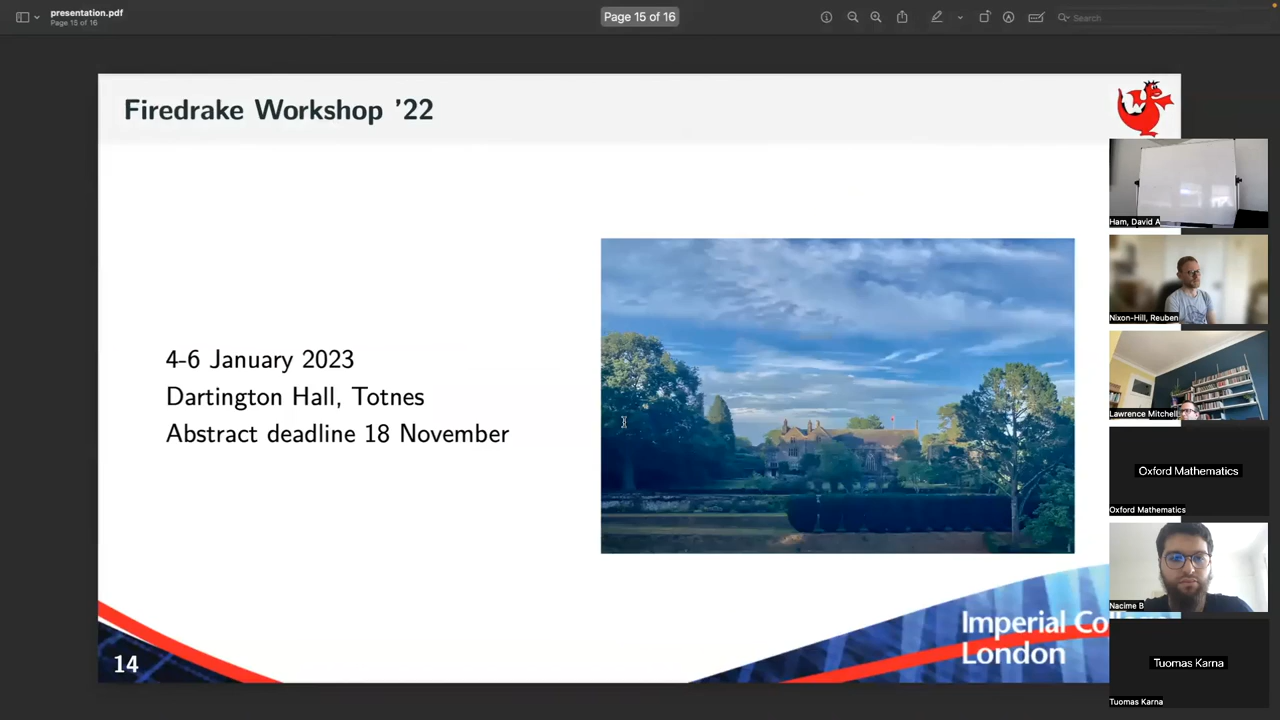 presentation.pdf
Page 15 of 16
Page 15 of 16
Search
Firedrake Workshop ’22
4-6 January 2023
Dartington Hall, Totnes
Abstract deadline 18 November
14
Imperial Co
London
Ham, David A
Nixon-Hill, Reuben
Lawrence Mitchell
Oxford Mathematics
Oxford Mathematics
Nacime B
Tuomas Karna
Tuomas Karna